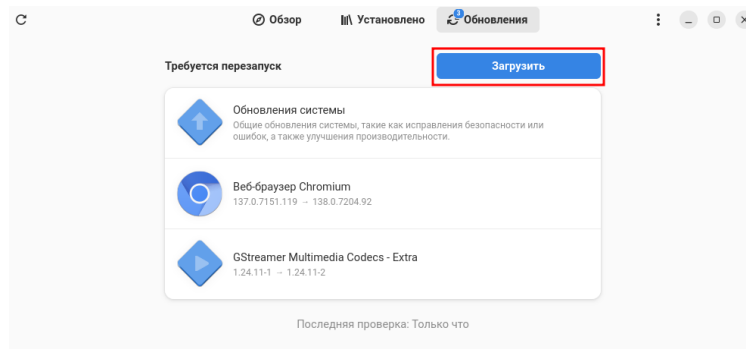 Обзор Установлено 3 Обновления
Требуется перезапуск Загрузить
Обновления системы
Общие обновления системы, такие как исправления безопасности или
ошибок, а также улучшения производительности.
Веб-браузер Chromium
137.0.7151.119 → 138.0.7204.92
GStreamer Multimedia Codecs - Extra
1.24.11-1 → 1.24.11-2
Последняя проверка: Только что